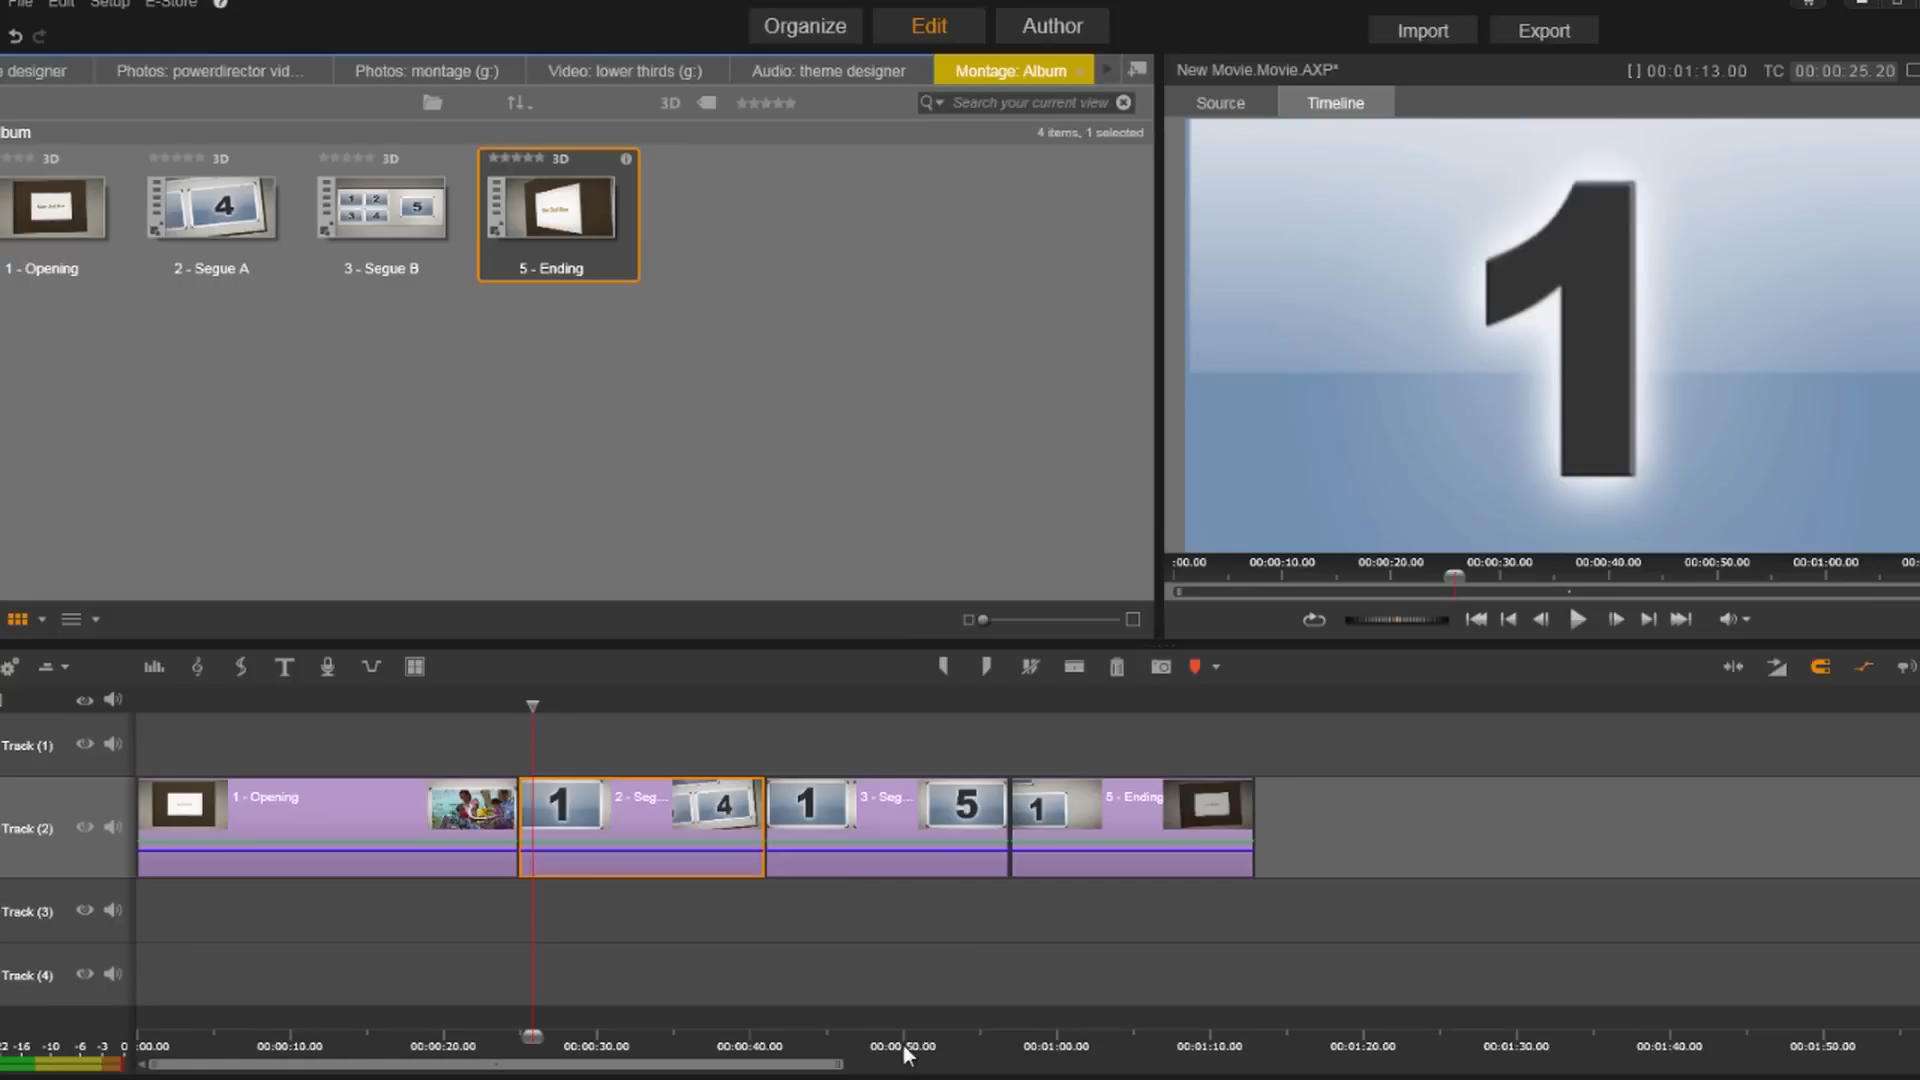 File Edit Setup E-Store ?
Organize Edit Author Import Export
e designer Photos: powerdirector vid... Photos: montage (g:) Video: lower thirds (g:) Audio: theme designer Montage: Album
New Movie.Movie.AXP* [ ] 00:01:13.00 TC 00:00:25.20
3D Search your current view
Source Timeline
bum 4 items, 1 selected
3D 3D 3D 3D
4
1 2 3 4 5
1 - Opening 2 - Segue A 3 - Segue B 5 - Ending
1
:00.00 00:00:10.00 00:00:20.00 00:00:30.00 00:00:40.00 00:00:50.00 00:01:00.00 00:
T
Track (1)
1 - Opening 1 2 - Seg... 4 1 3 - Seg... 5 1 5 - Ending
Track (2)
Track (3)
Track (4)
22 -16 -10 -6 -3 0 :00.00 00:00:10.00 00:00:20.00 00:00:30.00 00:00:40.00 00:00:50.00 00:01:00.00 00:01:10.00 00:01:20.00 00:01:30.00 00:01:40.00 00:01:50.00